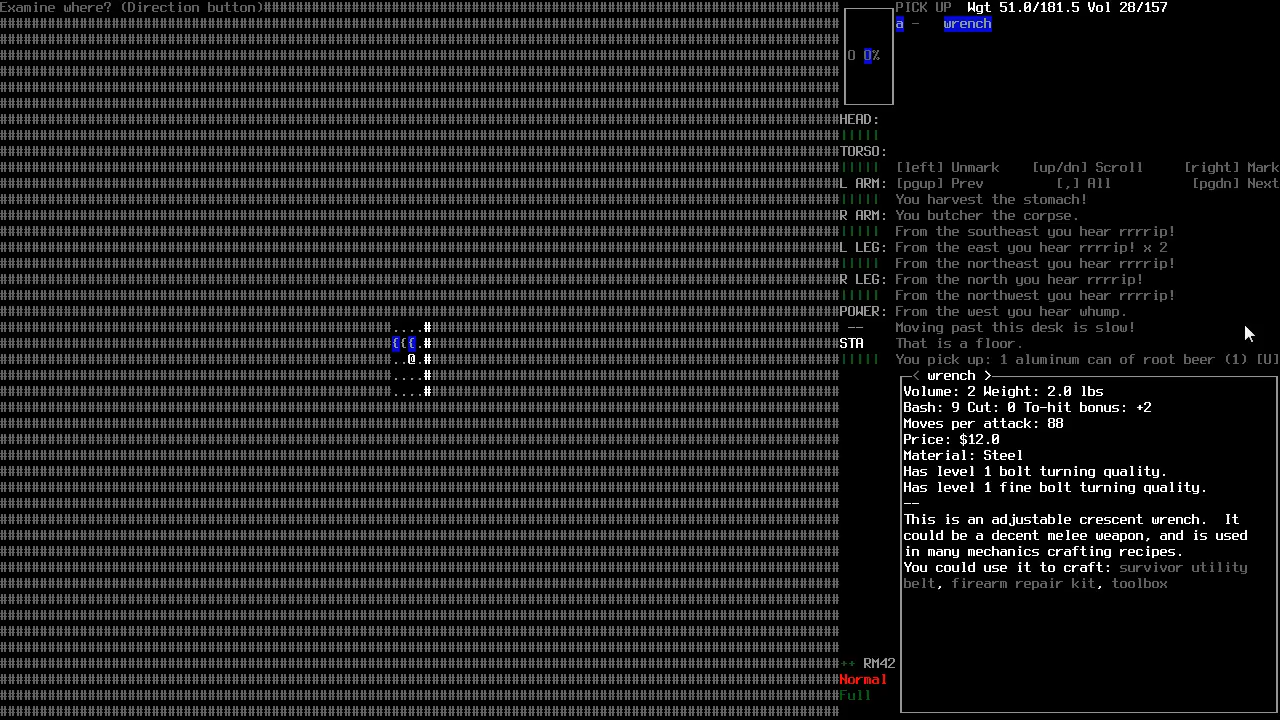 Examine where? (Direction button)
PICK UP Wgt 51.0/181.5 Vol 28/157
a - wrench
0 0%
HEAD:
TORSO:
[left] Unmark [up/dn] Scroll [right] Mark
L ARM: [pgup] Prev [,] All [pgdn] Next
You harvest the stomach!
R ARM: You butcher the corpse.
From the southeast you hear rrrrip!
L LEG: From the east you hear rrrrip! x 2
From the northeast you hear rrrrip!
R LEG: From the north you hear rrrrip!
From the northwest you hear rrrrip!
POWER: From the west you hear whump.
-- Moving past this desk is slow!
STA That is a floor.
You pick up: 1 aluminum can of root beer (1) [U]
< wrench >
Volume: 2 Weight: 2.0 lbs
Bash: 9 Cut: 0 To-hit bonus: +2
Moves per attack: 88
Price: $12.0
Material: Steel
Has level 1 bolt turning quality.
Has level 1 fine bolt turning quality.
--
This is an adjustable crescent wrench. It
could be a decent melee weapon, and is used
in many mechanics crafting recipes.
You could use it to craft: survivor utility
belt, firearm repair kit, toolbox
++ RM42
Normal
Full